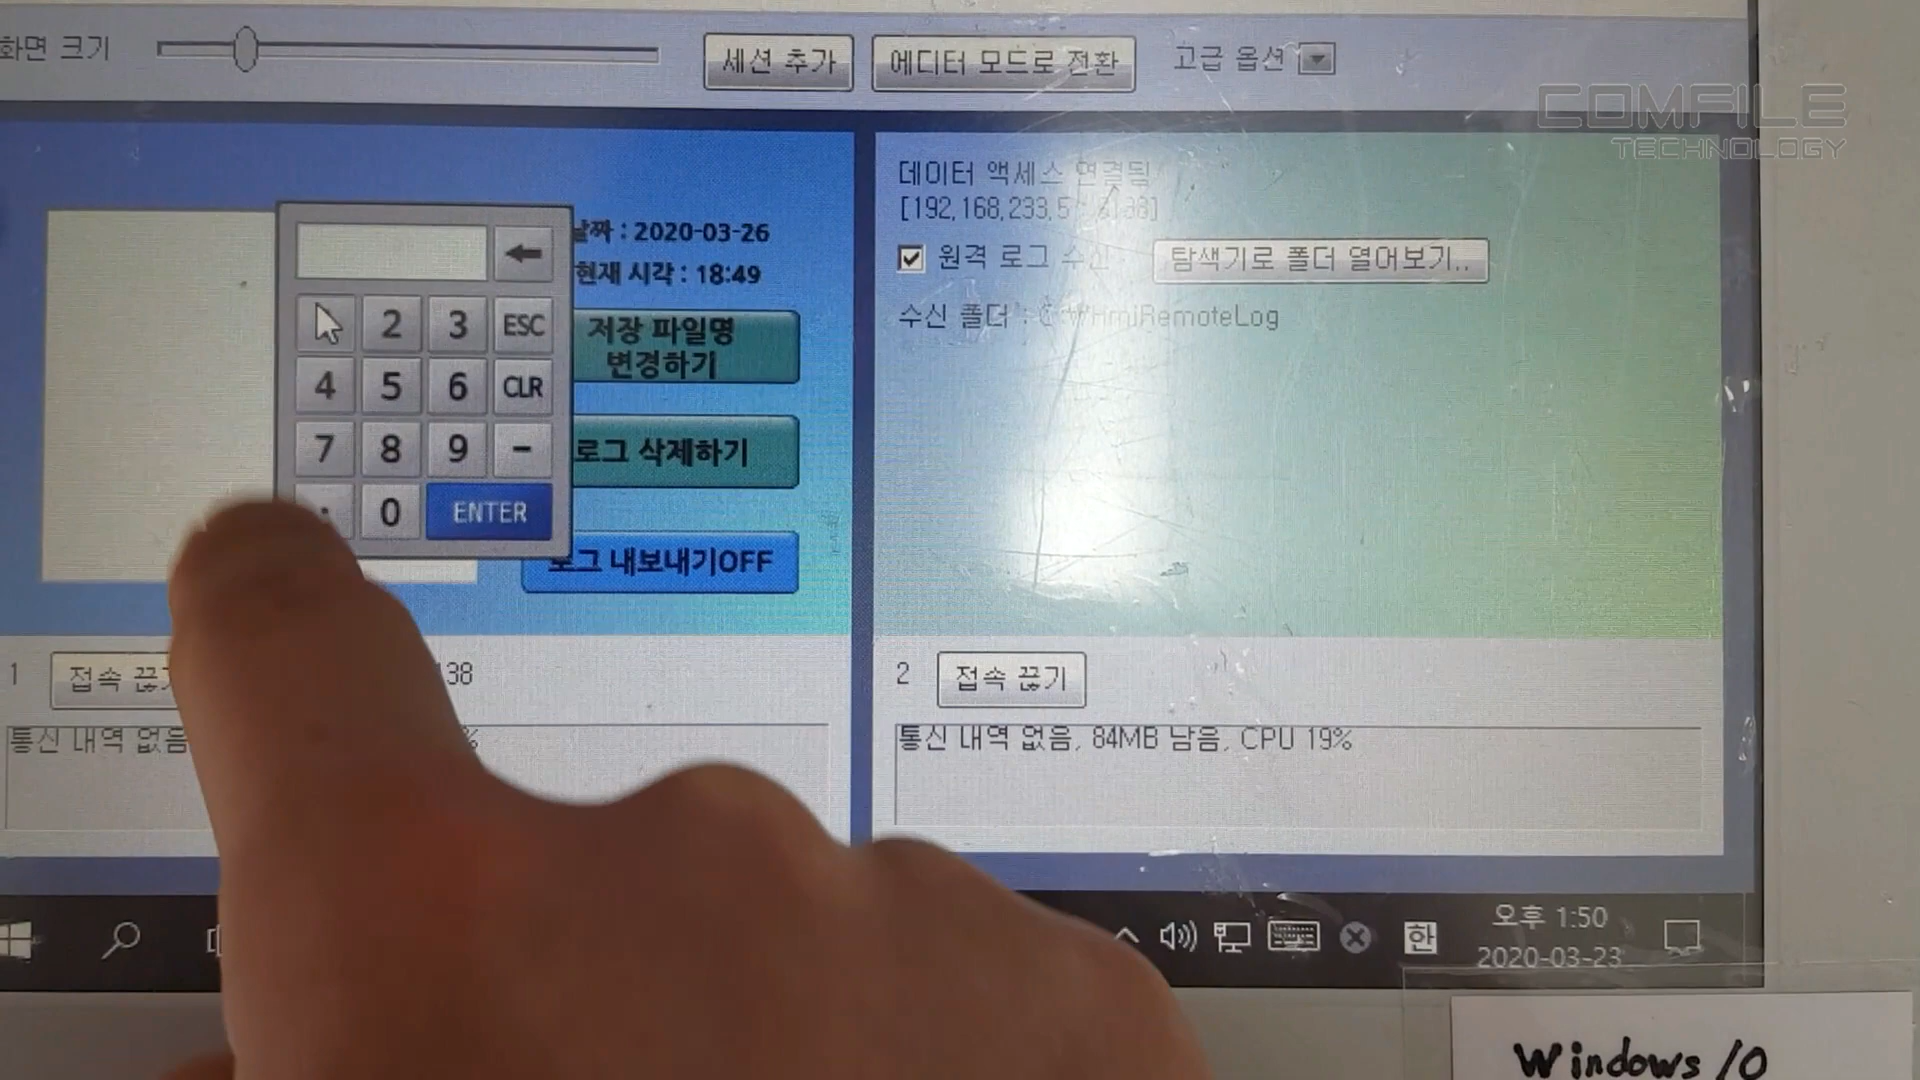 화면 크기
세션 추가
에디터 모드로 전환
고급 옵션
COMFILE
TECHNOLOGY
날짜 : 2020-03-26
현재 시각 : 18:49
2 3 ESC
4 5 6 CLR
7 8 9 -
. 0 ENTER
저장 파일명
변경하기
로그 삭제하기
로그 내보내기OFF
데이터 액세스 연결됨
[192,168,233,5
원격 로그 수신
탐색기로 폴더 열어보기..
수신 폴더 : C:\HmiRemoteLog
1 접속 끊기 138
통신 내역 없음 %
2 접속 끊기
통신 내역 없음, 84MB 남음, CPU 19%
한
오후 1:50
2020-03-23
Windows 10